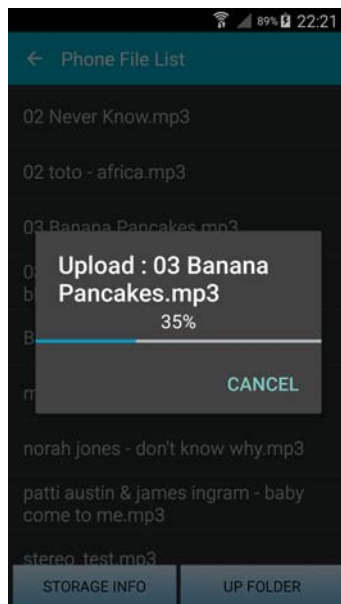 89% 22:21
Phone File List
02 Never Know.mp3
02 toto - africa.mp3
03 Banana Pancakes.mp3
Upload : 03 Banana
Pancakes.mp3
35%
CANCEL
norah jones - don't know why.mp3
patti austin & james ingram - baby
come to me.mp3
stereo_test.mp3
STORAGE INFO
UP FOLDER